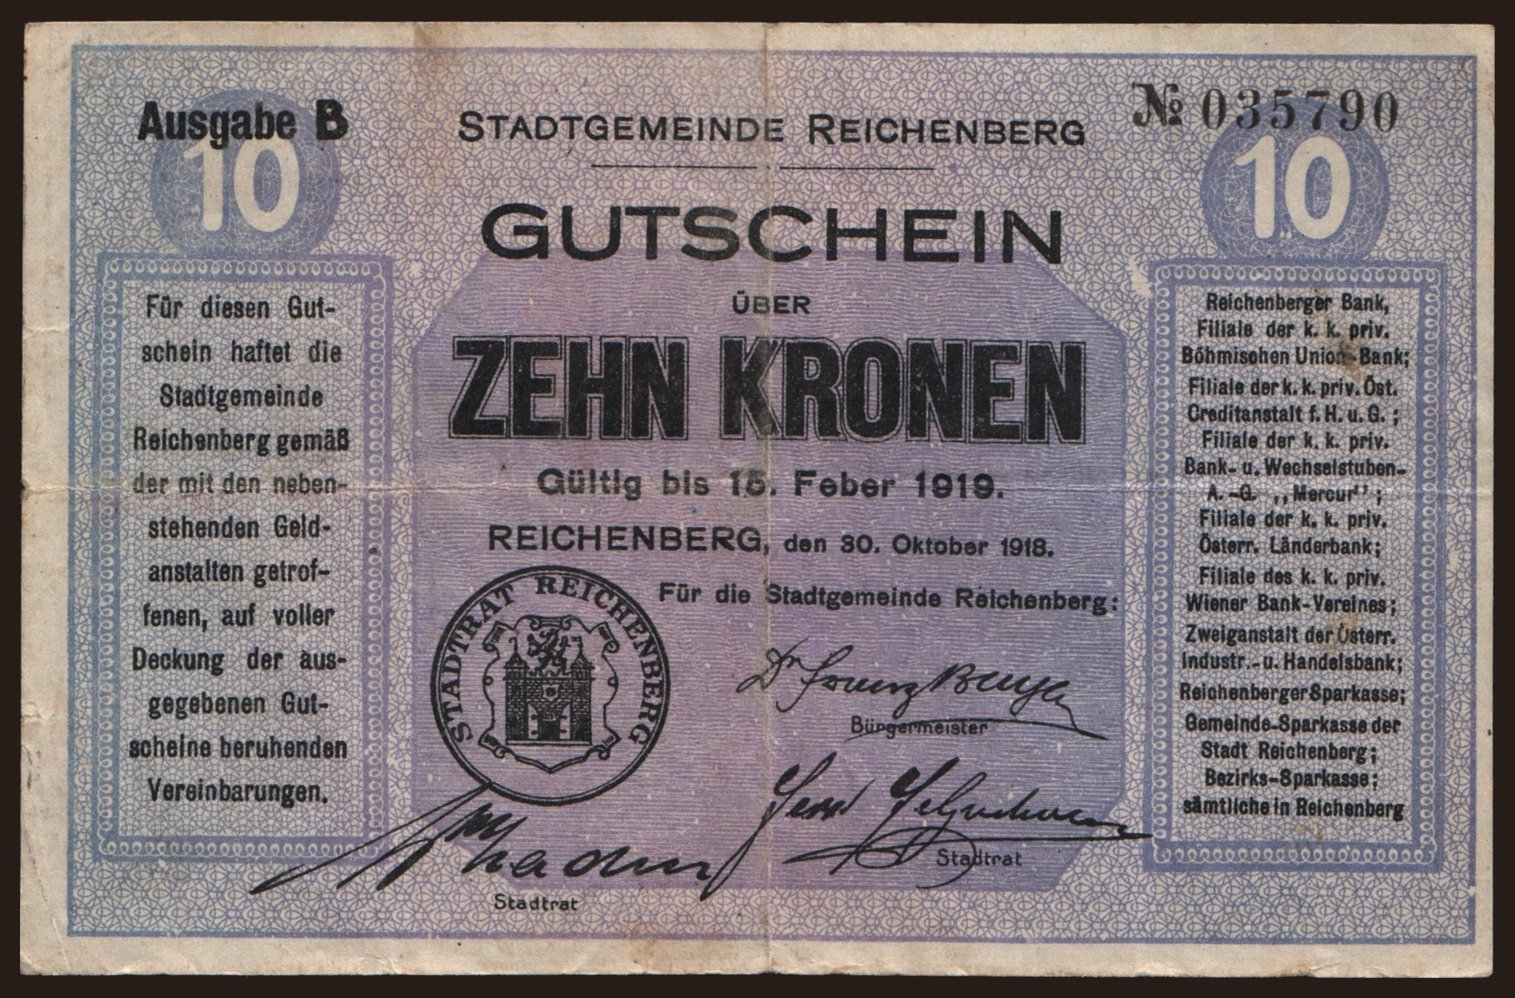 Ausgabe B
10
STADTGEMEINDE REICHENBERG
№ 035790
10
GUTSCHEIN
ÜBER
ZEHN KRONEN
Gültig bis 15. Feber 1919.
REICHENBERG, den 30. Oktober 1918.
Für die Stadtgemeinde Reichenberg:
STADTRAT REICHENBERG
Dr Franz
Bürgermeister
Stadtrat
Stadtrat
Für diesen Gut-
schein haftet die
Stadtgemeinde
Reichenberg gemäß
der mit den neben-
stehenden Geld-
anstalten getrof-
fenen, auf voller
Deckung der aus-
gegebenen Gut-
scheine beruhenden
Vereinbarungen.
Reichenberger Bank,
Filiale der k. k. priv.
Böhmischen Union-Bank;
Filiale der k. k. priv. Öst.
Creditanstalt f. H. u. G. ;
Filiale der k. k. priv.
Bank- u. Wechselstuben-
A. -G. ,,Mercur'' ;
Filiale der k. k. priv.
Österr. Länderbank;
Filiale des k. k. priv.
Wiener Bank-Vereines;
Zweiganstalt der Österr.
Industr.- u. Handelsbank;
Reichenberger Sparkasse;
Gemeinde-Sparkasse der
Stadt Reichenberg;
Bezirks-Sparkasse;
sämtliche in Reichenberg